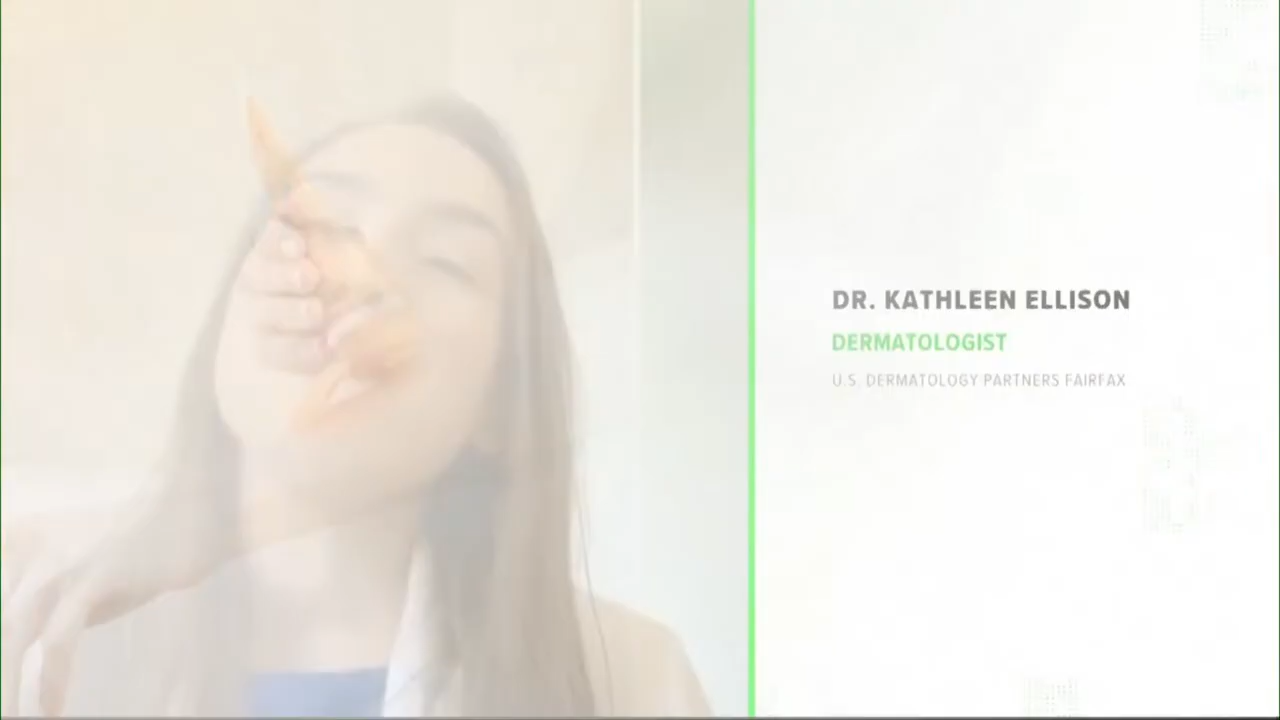 DR. KATHLEEN ELLISON
DERMATOLOGIST
U.S. DERMATOLOGY PARTNERS FAIRFAX